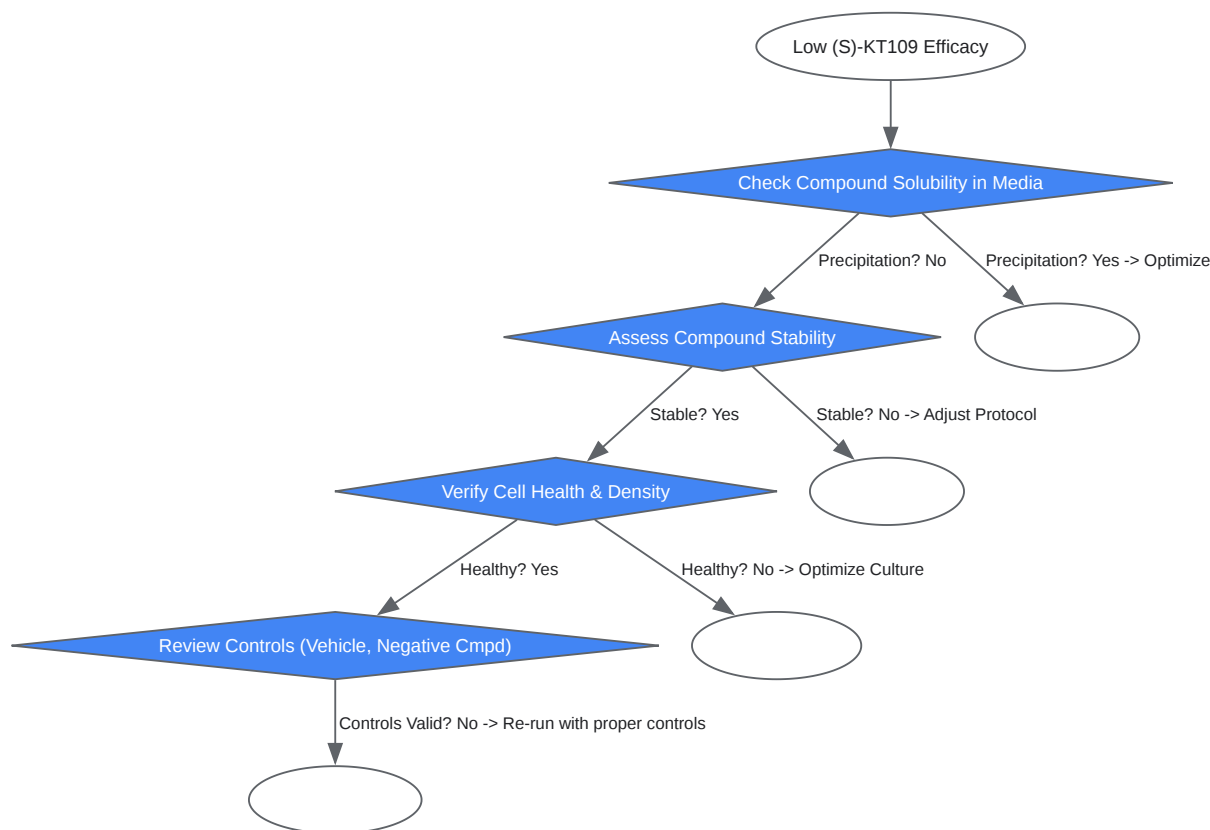 Low (S)-KT109 Efficacy
Check Compound Solubility in Media
Precipitation? No
Precipitation? Yes -> Optimize
Assess Compound Stability
Stable? Yes
Stable? No -> Adjust Protocol
Verify Cell Health & Density
Healthy? Yes
Healthy? No -> Optimize Culture
Review Controls (Vehicle, Negative Cmpd)
Controls Valid? No -> Re-run with proper controls